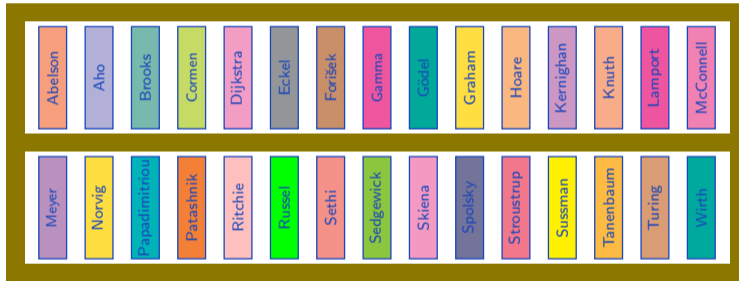 Abelson
Aho
Brooks
Cormen
Dijkstra
Eckel
Forišek
Gamma
Gödel
Graham
Hoare
Kernighan
Knuth
Lamport
McConnell
Meyer
Norvig
Papadimitriou
Patashnik
Ritchie
Russel
Sethi
Sedgewick
Skiena
Spolsky
Stroustrup
Sussman
Tanenbaum
Turing
Wirth